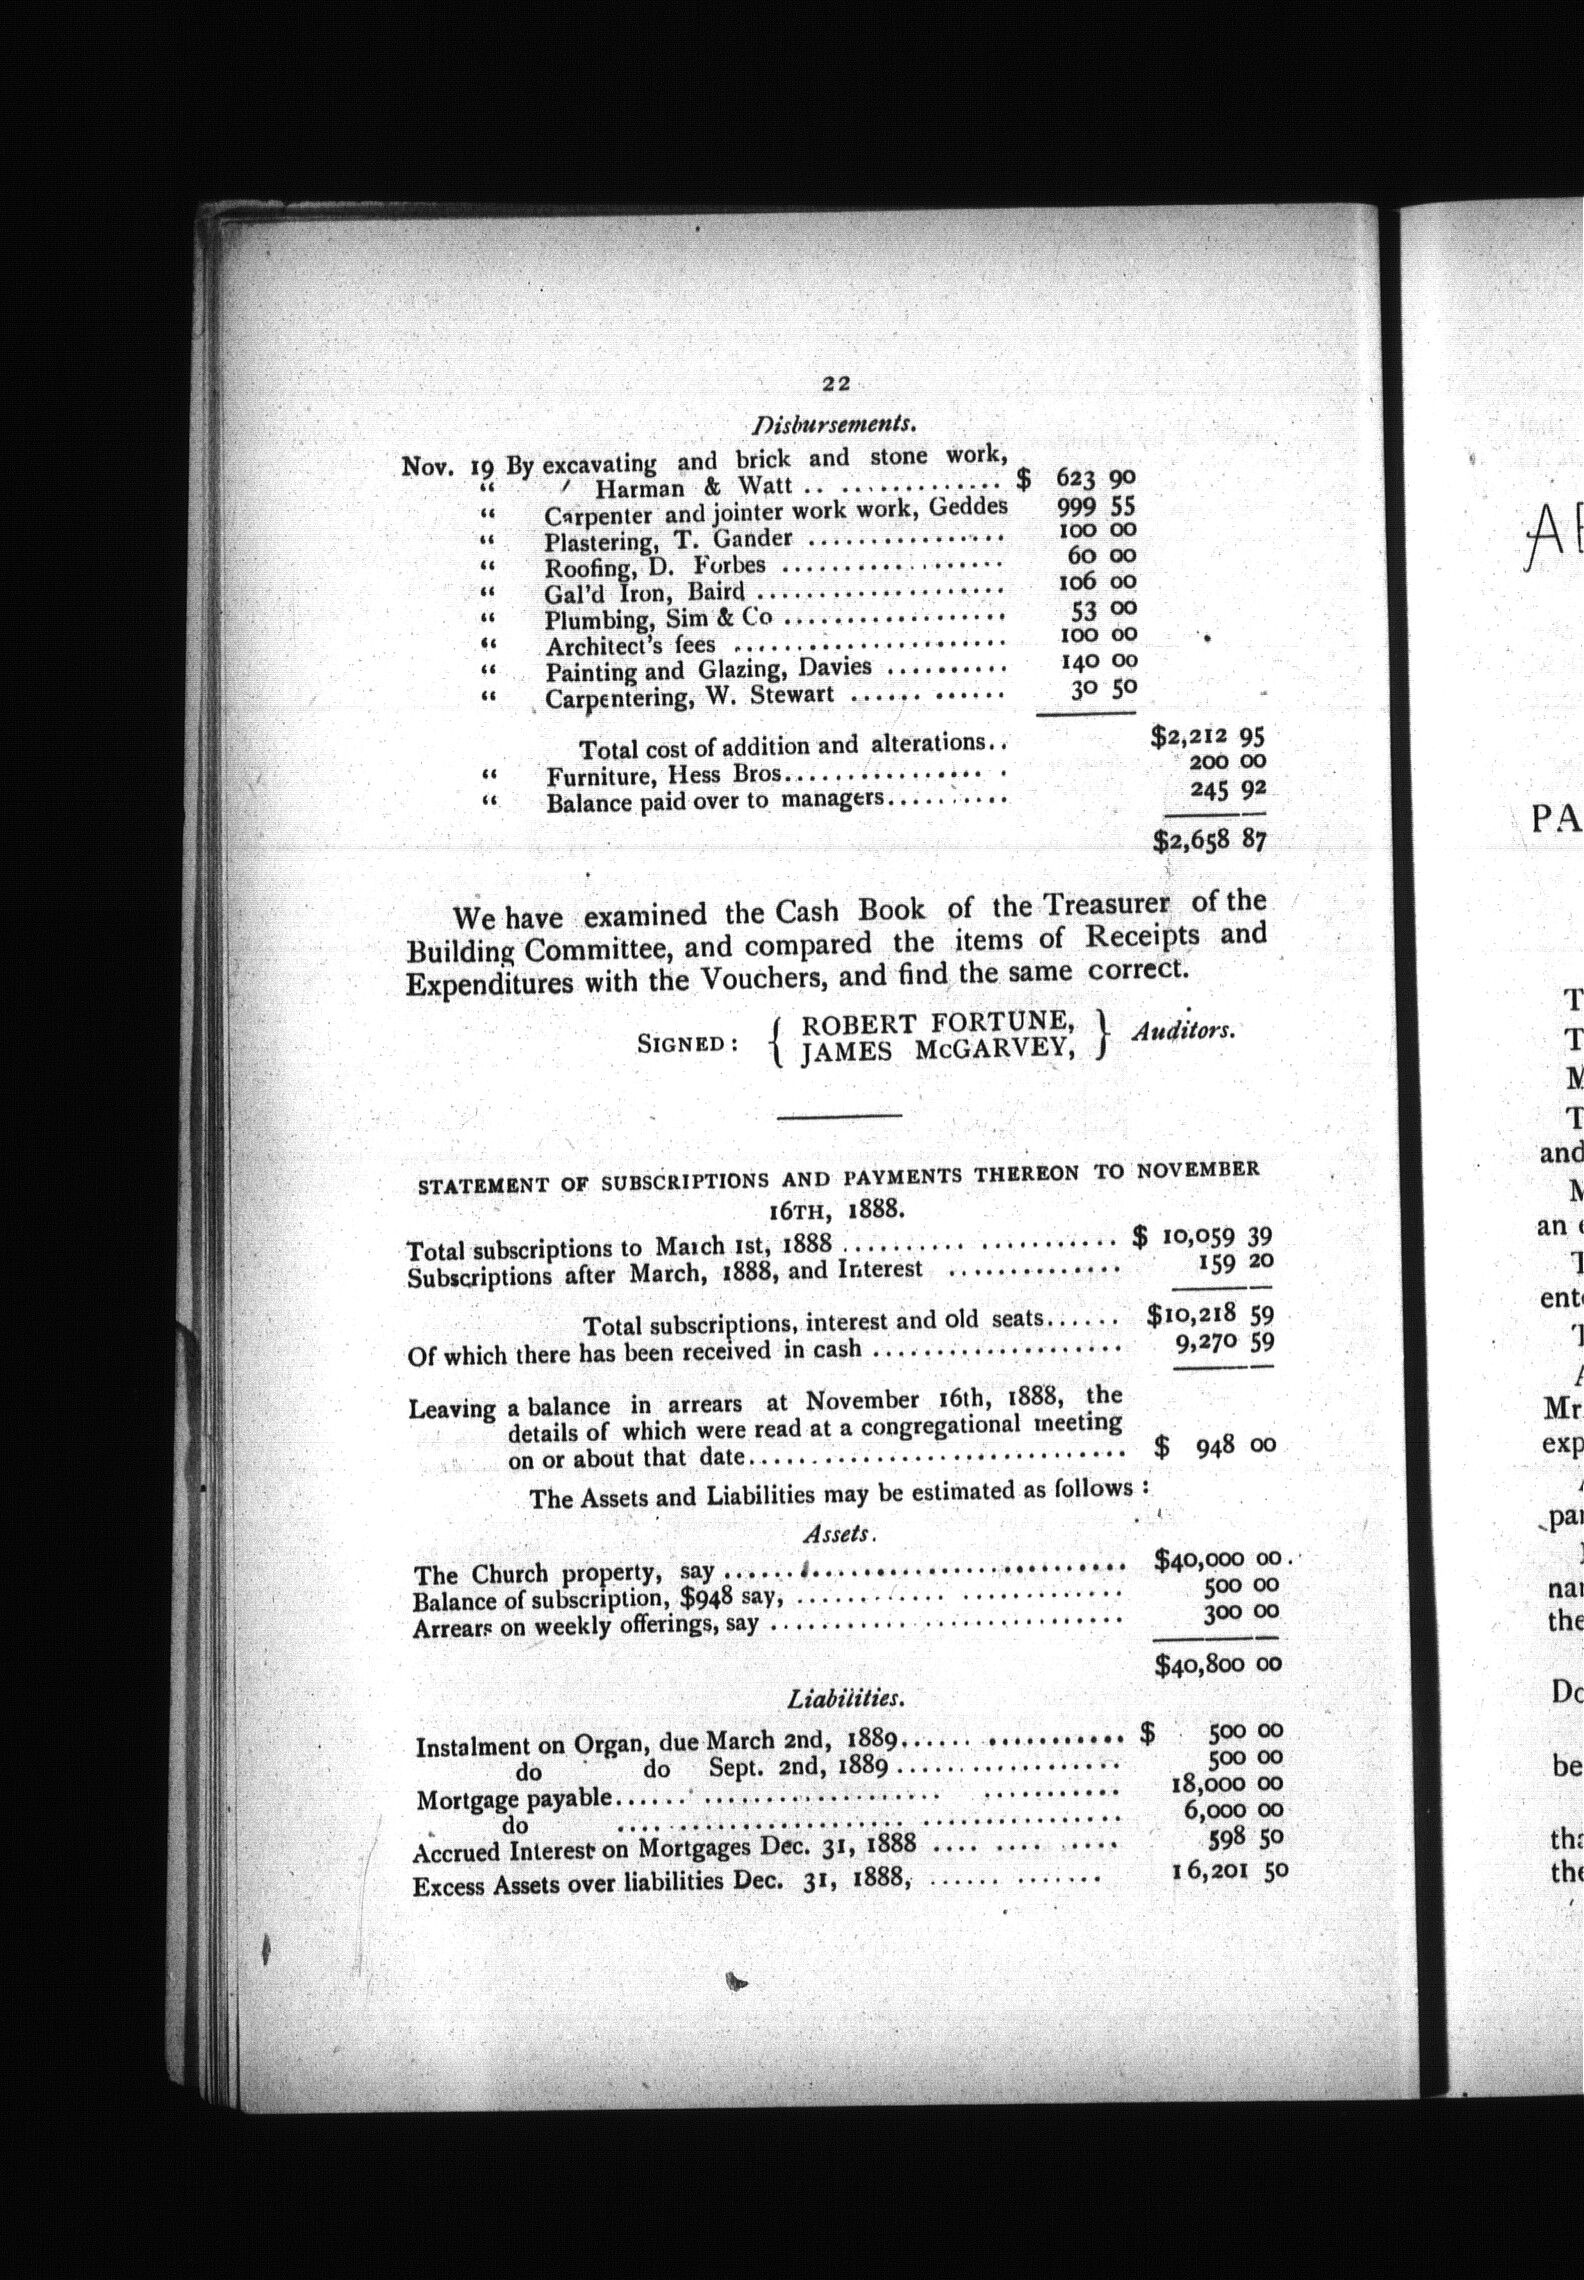 22
Disbursements.
Nov. 19 By excavating and brick and stone work,
“ Harman & Watt .. .............. $ 623 90
“ Carpenter and jointer work work, Geddes 999 55
“ Plastering, T. Gander ................ 100 00
“ Roofing, D. Forbes .................. 60 00
“ Gal'd Iron, Baird .................... 106 00
“ Plumbing, Sim & Co .................. 53 00
“ Architect's fees ...................... 100 00
“ Painting and Glazing, Davies .......... 140 00
“ Carpentering, W. Stewart ...... ...... 30 50
Total cost of addition and alterations.. $2,212 95
“ Furniture, Hess Bros................ . 200 00
“ Balance paid over to managers.......... 245 92
$2,658 87
We have examined the Cash Book of the Treasurer of the
Building Committee, and compared the items of Receipts and
Expenditures with the Vouchers, and find the same correct.
SIGNED: { ROBERT FORTUNE, } Auditors.
JAMES McGARVEY,
STATEMENT OF SUBSCRIPTIONS AND PAYMENTS THEREON TO NOVEMBER
16TH, 1888.
Total subscriptions to March 1st, 1888 .......... ........... $ 10,059 39
Subscriptions after March, 1888, and Interest .............. 159 20
Total subscriptions, interest and old seats...... $10,218 59
Of which there has been received in cash .................... 9,270 59
Leaving a balance in arrears at November 16th, 1888, the
details of which were read at a congregational meeting
on or about that date.............................. $ 948 00
The Assets and Liabilities may be estimated as follows :
Assets.
The Church property, say ................................ $40,000 00
Balance of subscription, $948 say, ............ ............. 500 00
Arrears on weekly offerings, say ............................ 300 00
$40,800 00
Liabilities.
Instalment on Organ, due March 2nd, 1889...... ........... $ 500 00
do do Sept. 2nd, 1889 .................. 500 00
Mortgage payable...... ................... ........... 18,000 00
do .... .................... ................ 6,000 00
Accrued Interest on Mortgages Dec. 31, 1888 .... .... ..... 598 50
Excess Assets over liabilities Dec. 31, 1888, ...... ....... 16,201 50
PA
T
T
M
T
and
M
an
T
ent
T
A
Mr
exp
A
par
nar
the
Do
be
tha
the